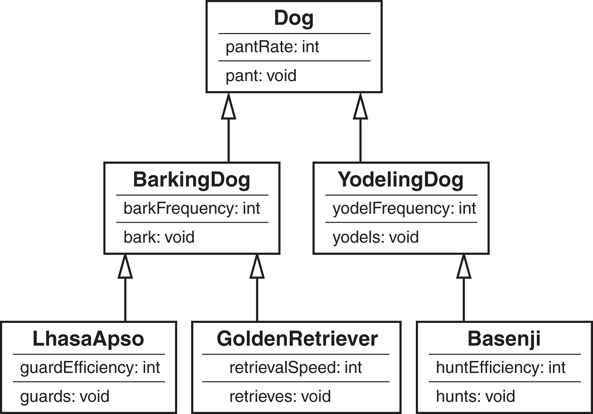 Dog
pantRate: int
pant: void
BarkingDog
barkFrequency: int
bark: void
YodelingDog
yodelFrequency: int
yodels: void
LhasaApso
guardEfficiency: int
guards: void
GoldenRetriever
retrievalSpeed: int
retrieves: void
Basenji
huntEfficiency: int
hunts: void